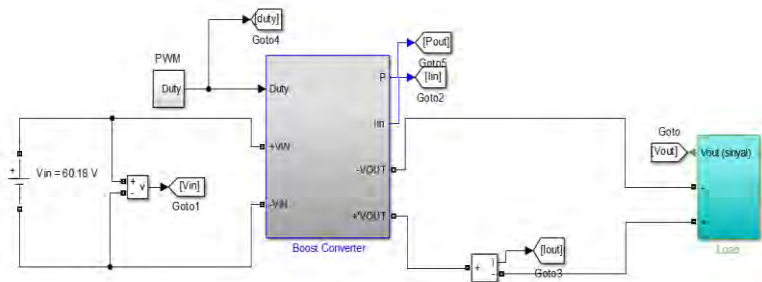 [duty]
Goto4
PWM
Duty
Duty
[Pout]
Goto5
P
[Iin]
Goto2
Iin
+VIN
-VOUT
Goto
[Vout]
Vout (sinyal)
Vin = 60.18 V
+
+
-
v
[Vin]
Goto1
-VIN
+'VOUT
-
+
Load
Boost Converter
+
i
-
[Iout]
Goto3